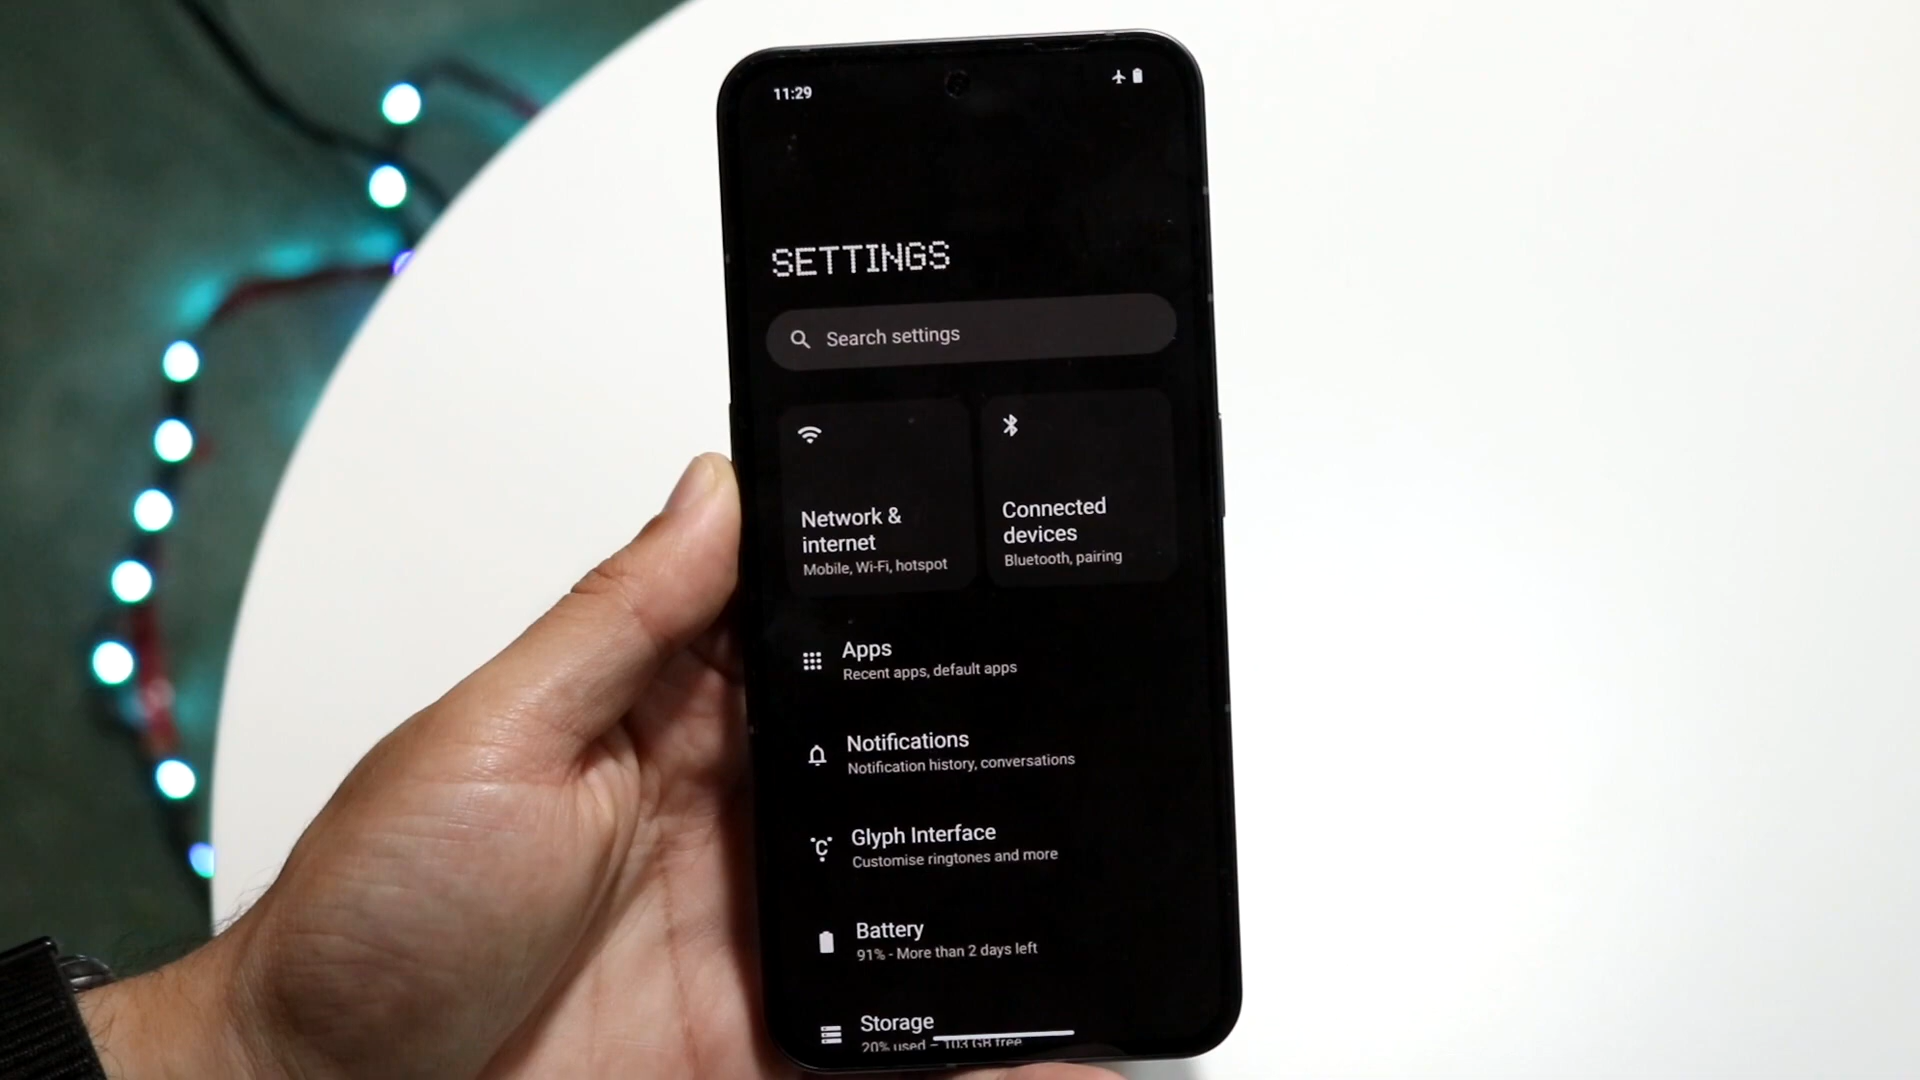 11:29
SETTINGS
Search settings
Network &
internet
Mobile, Wi-Fi, hotspot
Connected
devices
Bluetooth, pairing
Apps
Recent apps, default apps
Notifications
Notification history, conversations
Glyph Interface
Customise ringtones and more
Battery
91% - More than 2 days left
Storage
20% used – 103 GB free